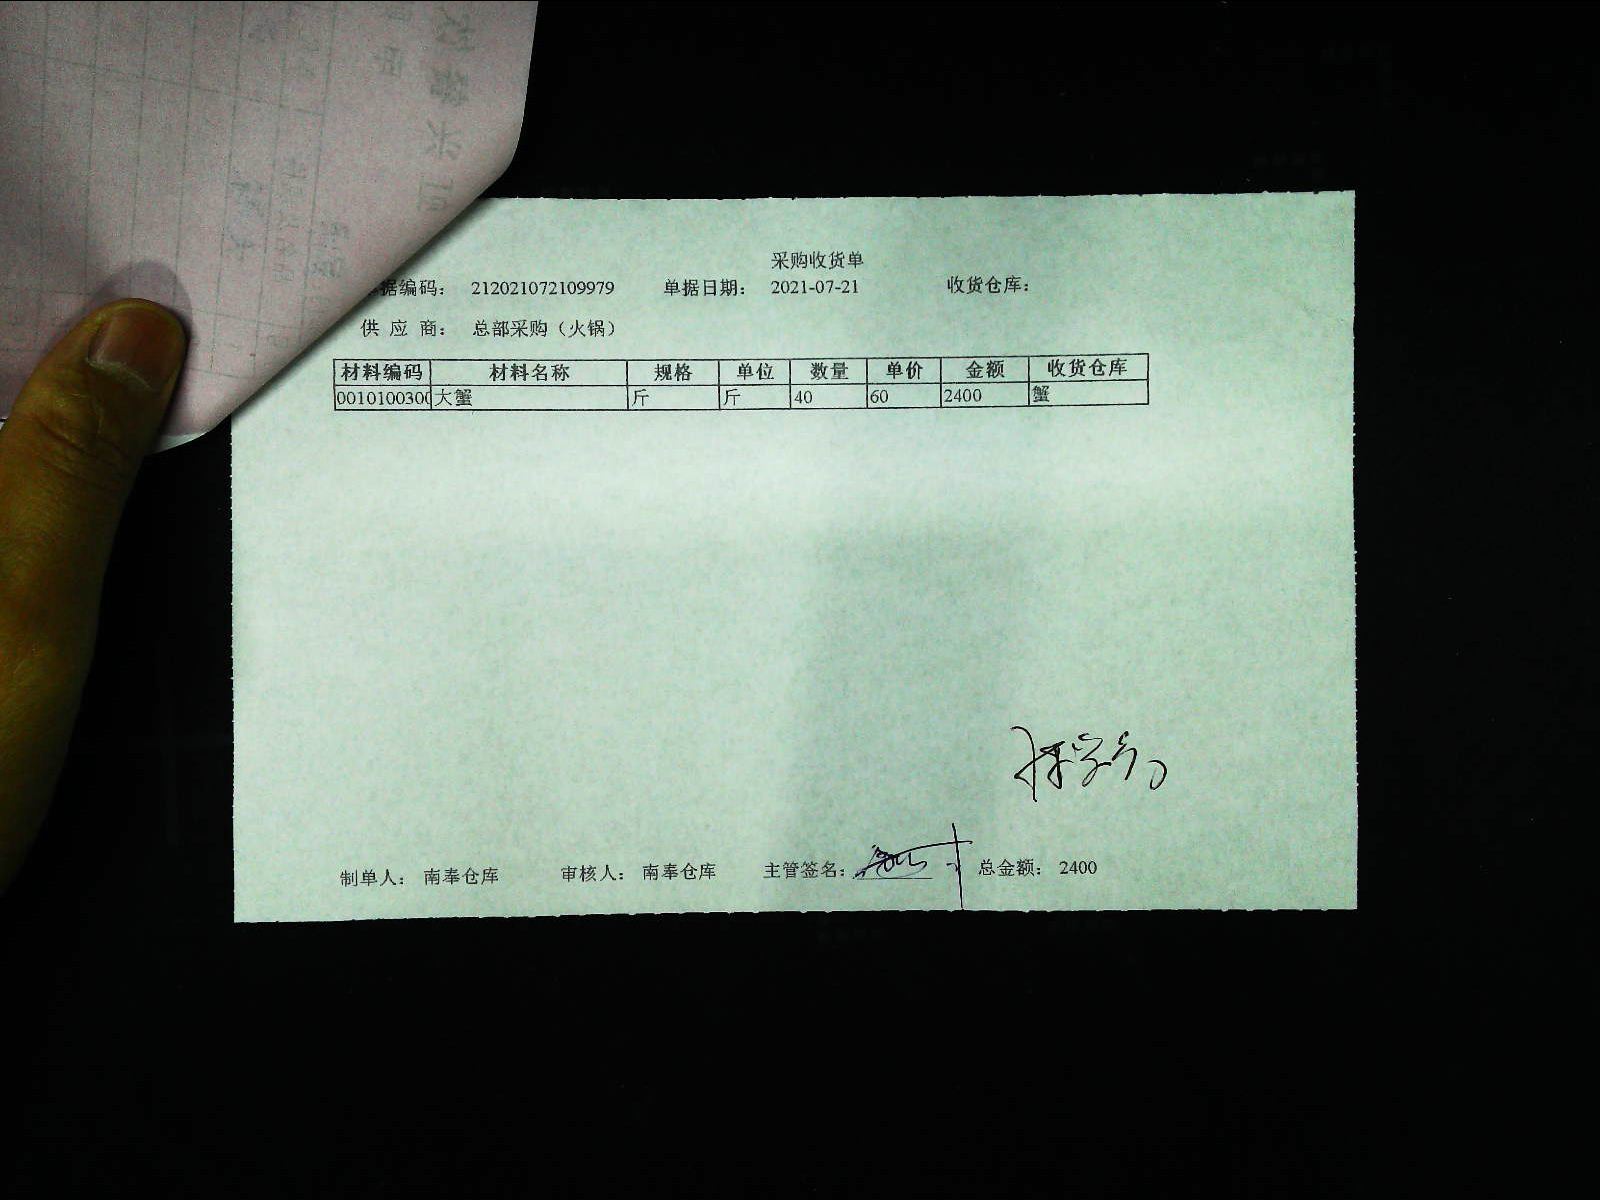 采购收货单
据编码： 212021072109979 单据日期： 2021-07-21 收货仓库：
供 应 商： 总部采购（火锅）
材料编码 材料名称 规格 单位 数量 单价 金额 收货仓库
0010100300 大蟹 斤 斤 40 60 2400 蟹
制单人： 南奉仓库 审核人： 南奉仓库 主管签名： 总金额： 2400